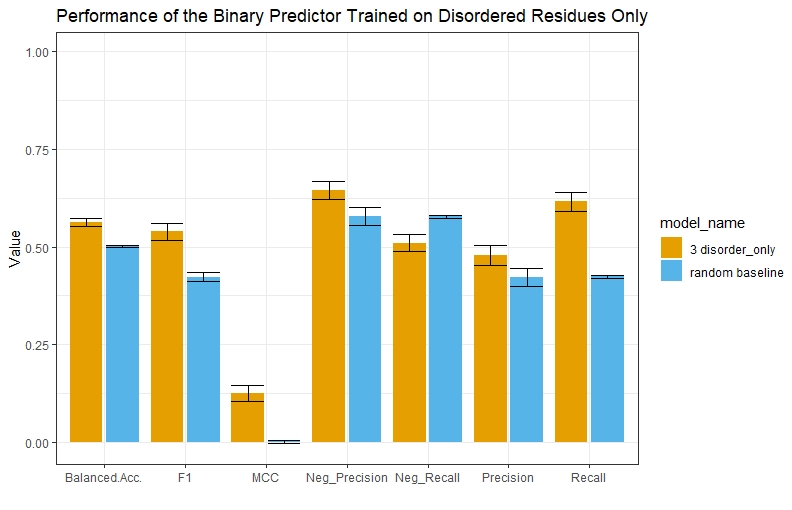 Performance of the Binary Predictor Trained on Disordered Residues Only
1.00
0.75
0.50
0.25
0.00
Value
Balanced.Acc.
F1
MCC
Neg_Precision
Neg_Recall
Precision
Recall
model_name
3 disorder_only
random baseline